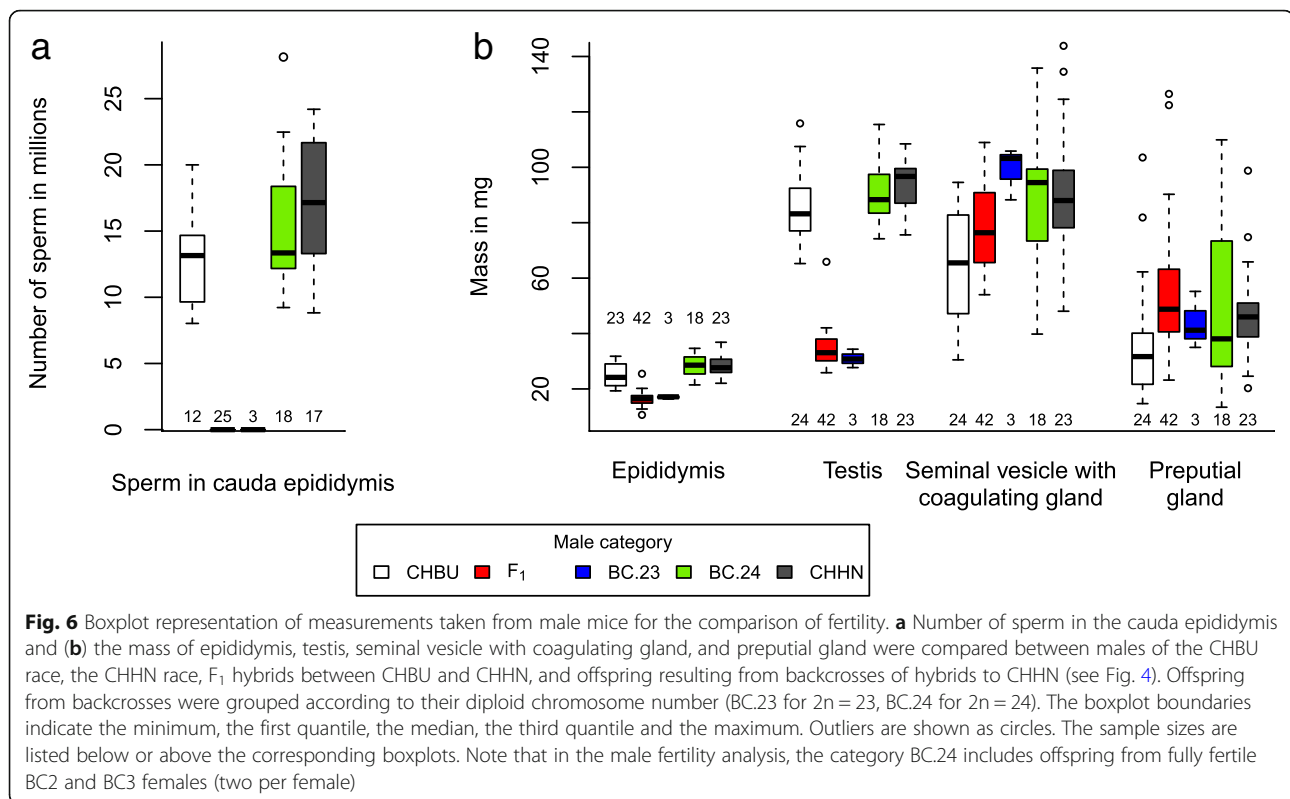 a
b
Number of sperm in millions
25
20
15
10
5
0
12 25 3 18 17
Sperm in cauda epididymis
Mass in mg
140
100
60
20
23 42 3 18 23
24 42 3 18 23 24 42 3 18 23 24 42 3 18 23
Epididymis
Testis
Seminal vesicle with
coagulating gland
Preputial
gland
Male category
CHBU F1 BC.23 BC.24 CHHN
Fig. 6 Boxplot representation of measurements taken from male mice for the comparison of fertility. a Number of sperm in the cauda epididymis
and (b) the mass of epididymis, testis, seminal vesicle with coagulating gland, and preputial gland were compared between males of the CHBU
race, the CHHN race, F1 hybrids between CHBU and CHHN, and offspring resulting from backcrosses of hybrids to CHHN (see Fig. 4). Offspring
from backcrosses were grouped according to their diploid chromosome number (BC.23 for 2n = 23, BC.24 for 2n = 24). The boxplot boundaries
indicate the minimum, the first quantile, the median, the third quantile and the maximum. Outliers are shown as circles. The sample sizes are
listed below or above the corresponding boxplots. Note that in the male fertility analysis, the category BC.24 includes offspring from fully fertile
BC2 and BC3 females (two per female)